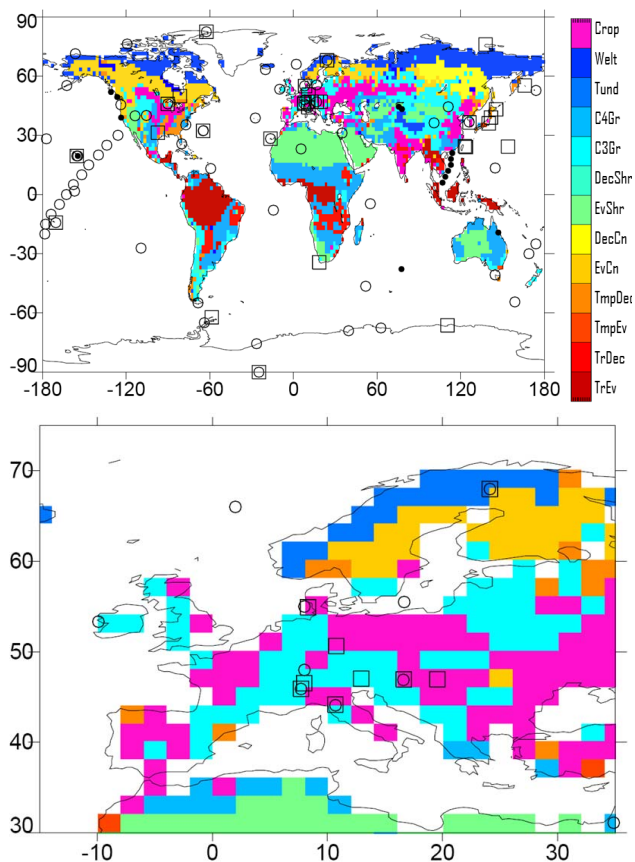 90
60
30
0
-30
-60
-90
-180
-120
-60
0
60
120
180
Crop
Welt
Tund
C4Gr
C3Gr
DecShr
EvShr
DecCn
EvCn
TmpDec
TmpEv
TrDec
TrEv
70
60
50
40
30
-10
0
10
20
30